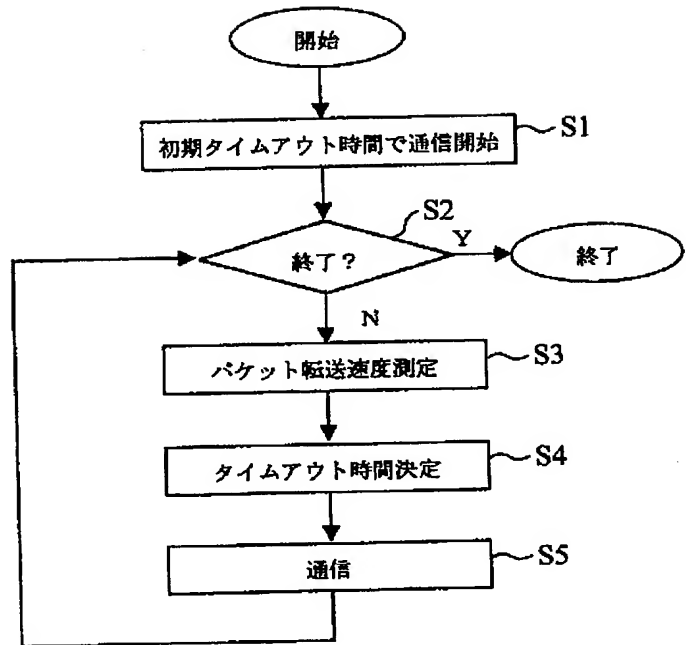 開始
初期タイムアウト時間で通信開始
S1
S2
終了?
Y
終了
N
パケット転送速度測定
S3
タイムアウト時間決定
S4
通信
S5